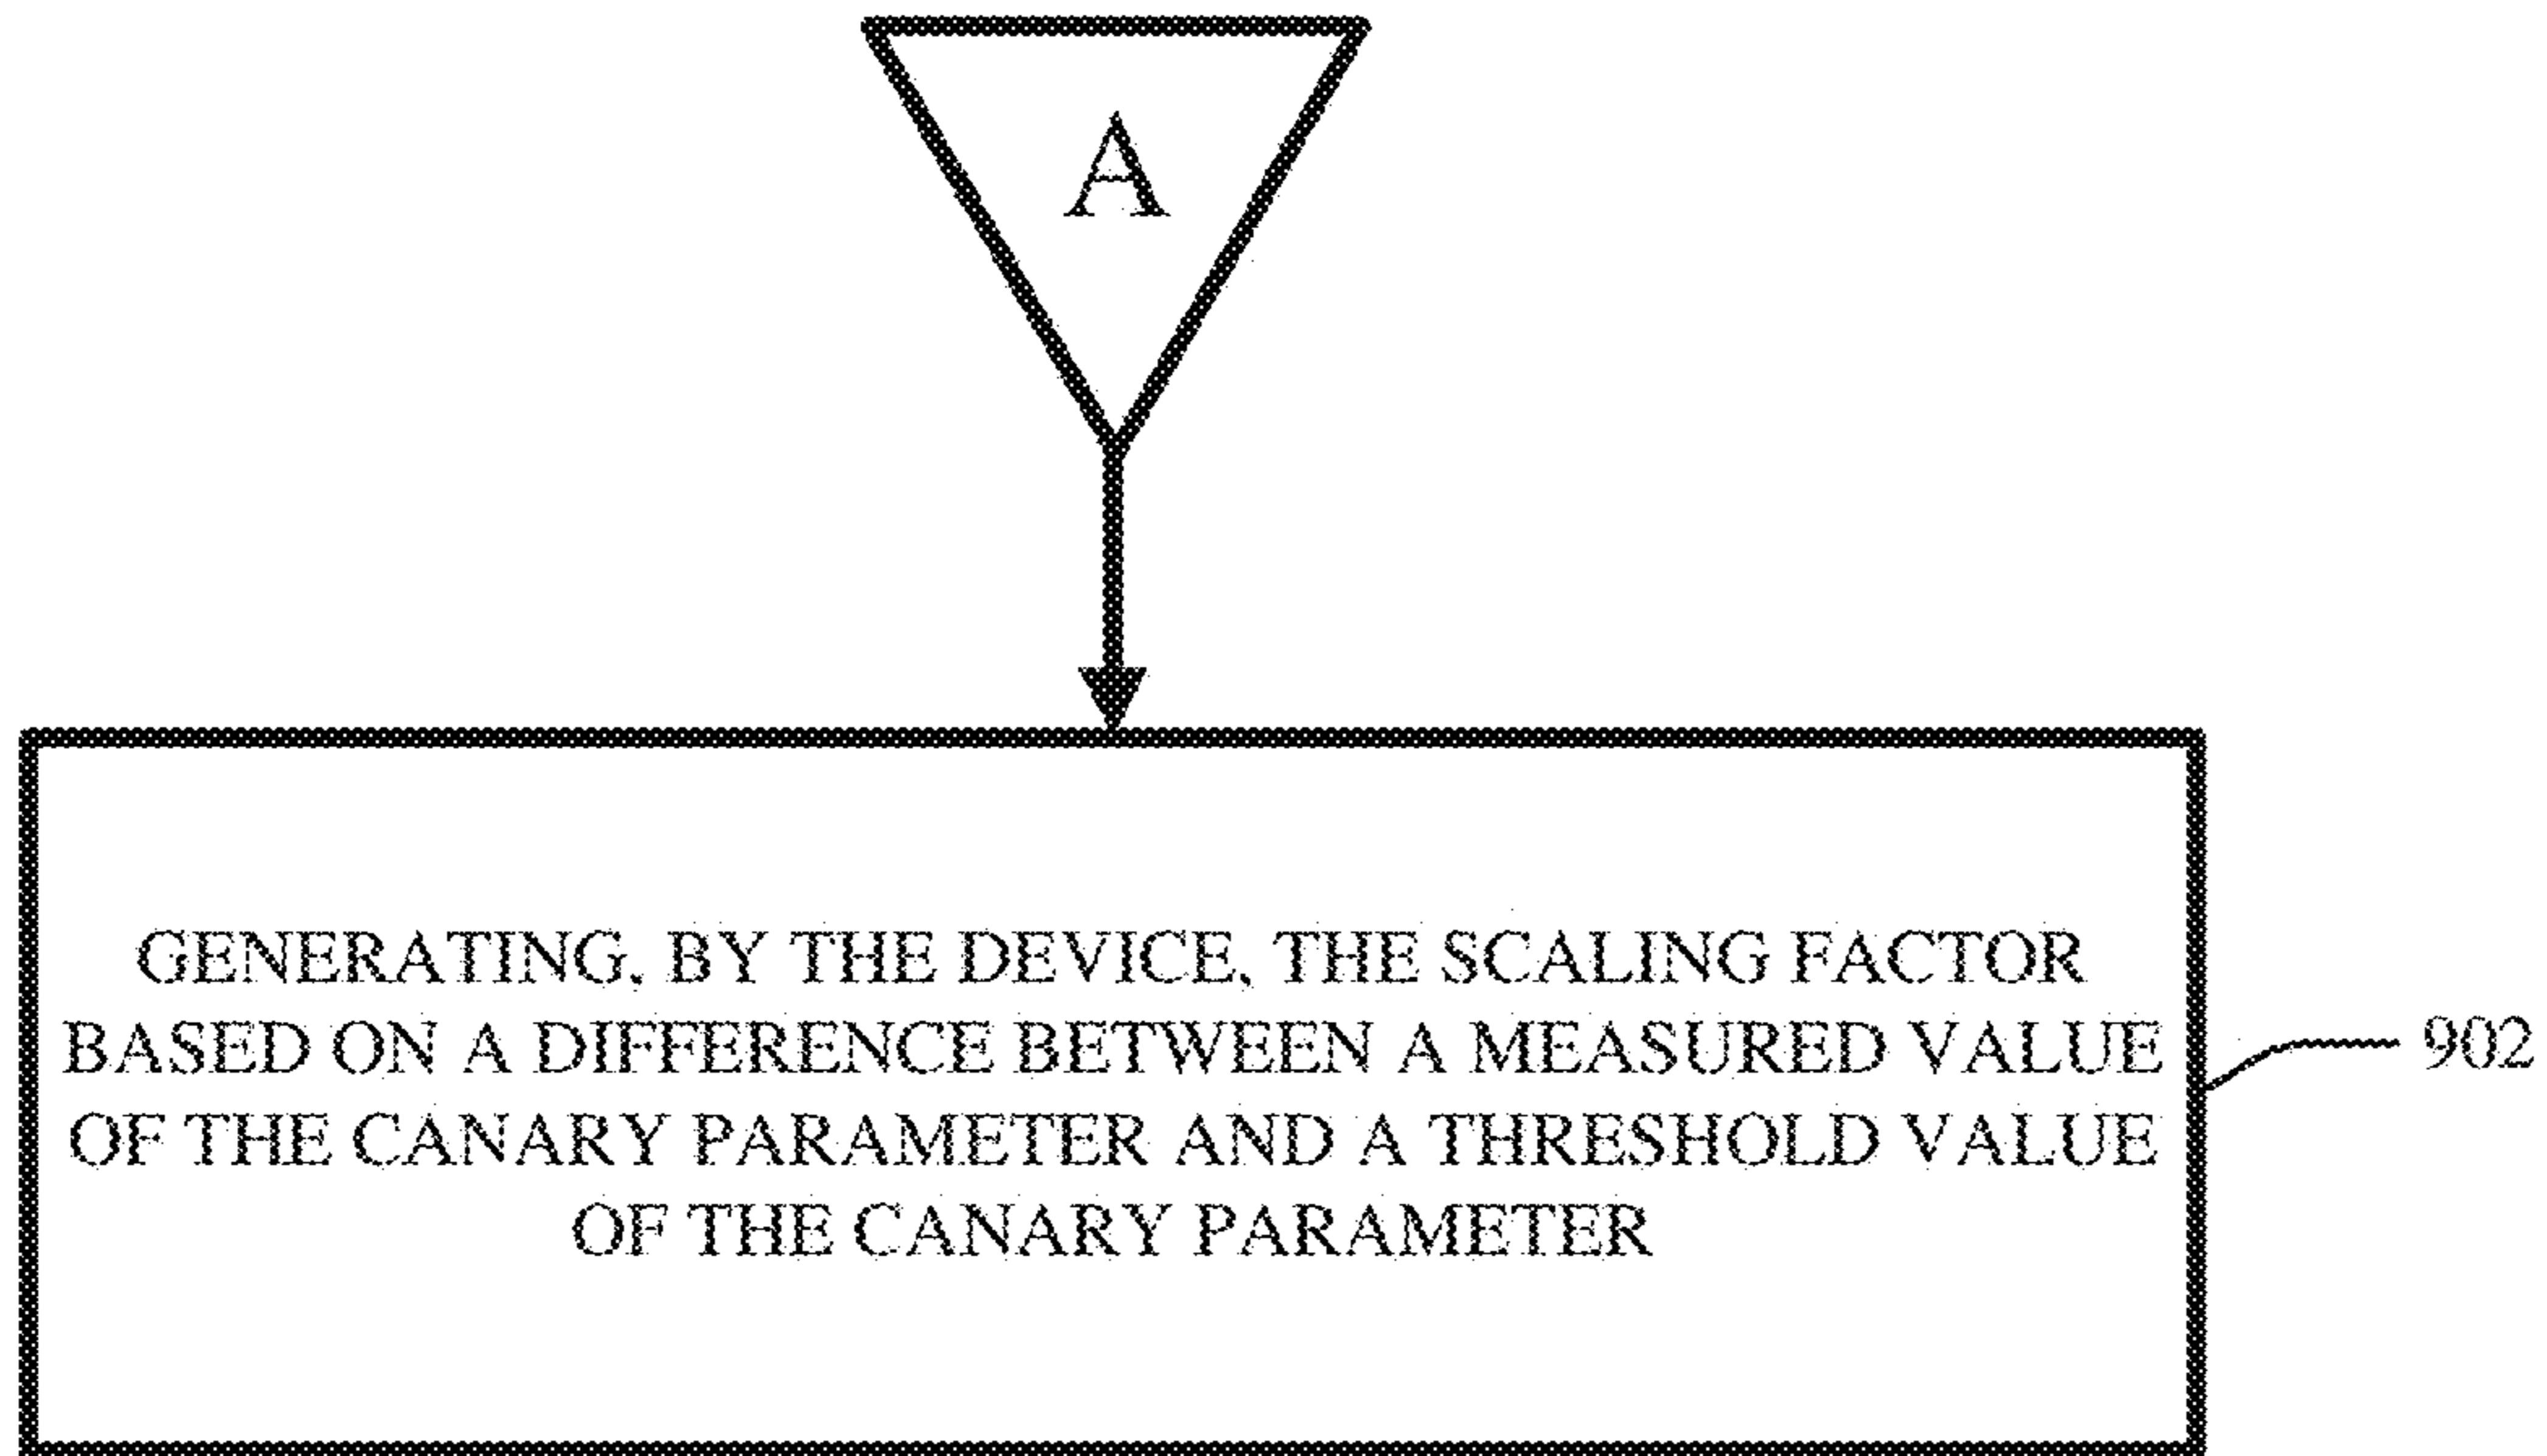 A
GENERATING, BY THE DEVICE, THE SCALING FACTOR
BASED ON A DIFFERENCE BETWEEN A MEASURED VALUE
OF THE CANARY PARAMETER AND A THRESHOLD VALUE
OF THE CANARY PARAMETER
902